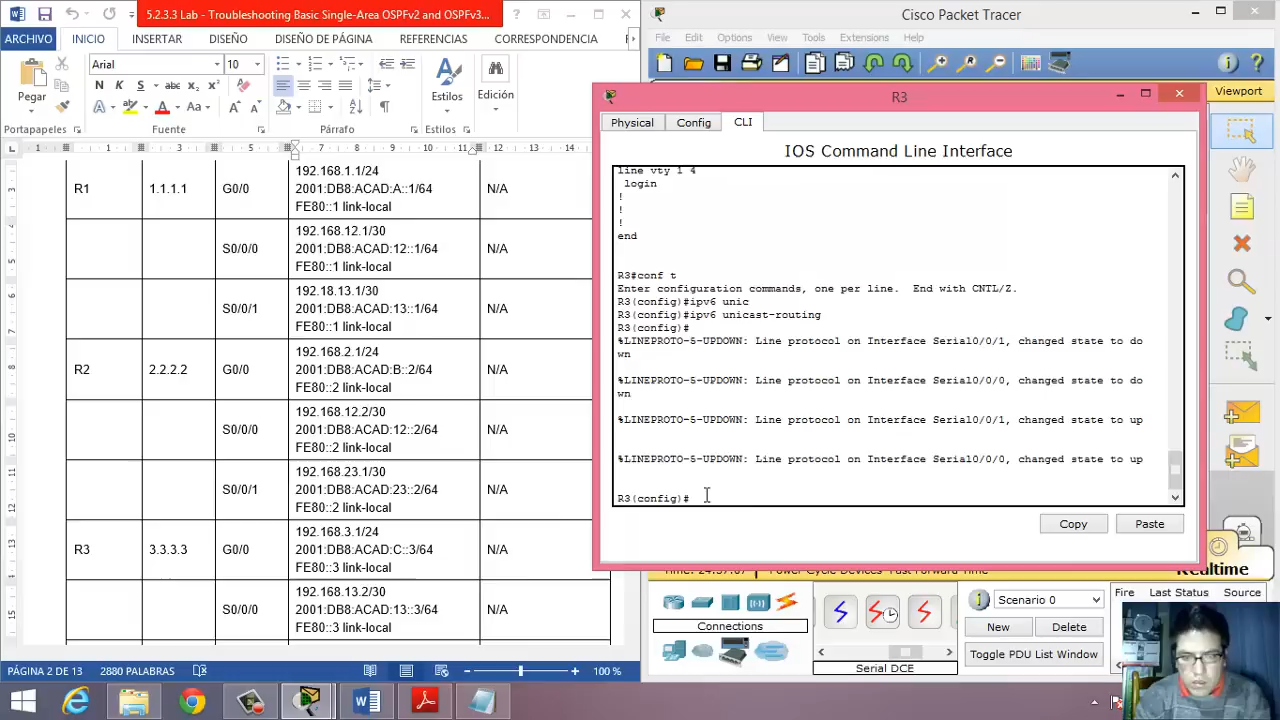 5.2.3.3 Lab - Troubleshooting Basic Single-Area OSPFv2 and OSPFv3...
ARCHIVO INICIO INSERTAR DISEÑO DISEÑO DE PÁGINA REFERENCIAS CORRESPONDENCIA
Arial 10
Pegar
N K S abc x₂ x²
Estilos
Edición
Portapapeles Fuente Párrafo Estilos
R1 1.1.1.1 G0/0 192.168.1.1/24 N/A
2001:DB8:ACAD:A::1/64
FE80::1 link-local
S0/0/0 192.168.12.1/30 N/A
2001:DB8:ACAD:12::1/64
FE80::1 link-local
S0/0/1 192.18.13.1/30 N/A
2001:DB8:ACAD:13::1/64
FE80::1 link-local
R2 2.2.2.2 G0/0 192.168.2.1/24 N/A
2001:DB8:ACAD:B::2/64
FE80::2 link-local
S0/0/0 192.168.12.2/30 N/A
2001:DB8:ACAD:12::2/64
FE80::2 link-local
S0/0/1 192.168.23.1/30 N/A
2001:DB8:ACAD:23::2/64
FE80::2 link-local
R3 3.3.3.3 G0/0 192.168.3.1/24 N/A
2001:DB8:ACAD:C::3/64
FE80::3 link-local
S0/0/0 192.168.13.2/30 N/A
2001:DB8:ACAD:13::3/64
FE80::3 link-local
PÁGINA 2 DE 13 2880 PALABRAS 100 %
Cisco Packet Tracer
File Edit Options View Tools Extensions Help
Viewport
R3
Physical Config CLI
IOS Command Line Interface
line vty 1 4
login
!
!
!
end
R3#conf t
Enter configuration commands, one per line. End with CNTL/Z.
R3(config)#ipv6 unic
R3(config)#ipv6 unicast-routing
R3(config)#
%LINEPROTO-5-UPDOWN: Line protocol on Interface Serial0/0/1, changed state to do
wn
%LINEPROTO-5-UPDOWN: Line protocol on Interface Serial0/0/0, changed state to do
wn
%LINEPROTO-5-UPDOWN: Line protocol on Interface Serial0/0/1, changed state to up
%LINEPROTO-5-UPDOWN: Line protocol on Interface Serial0/0/0, changed state to up
R3(config)#
Copy Paste
Power Cycle Devices Fast Forward Time
Realtime
Connections
Serial DCE
Scenario 0
New Delete
Toggle PDU List Window
Fire Last Status Source